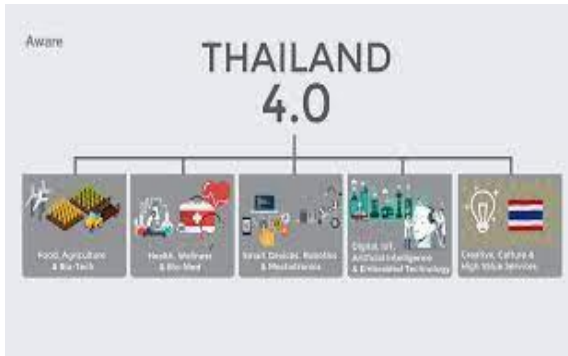 Aware
THAILAND
4.0
Food, Agriculture
& Bio-Tech
Health, Wellness
& Bio-Med
Smart Devices, Robotics
& Mechatronics
Digital, IoT,
Artificial Intelligence
& Embedded Technology
Creative, Culture &
High Value Services